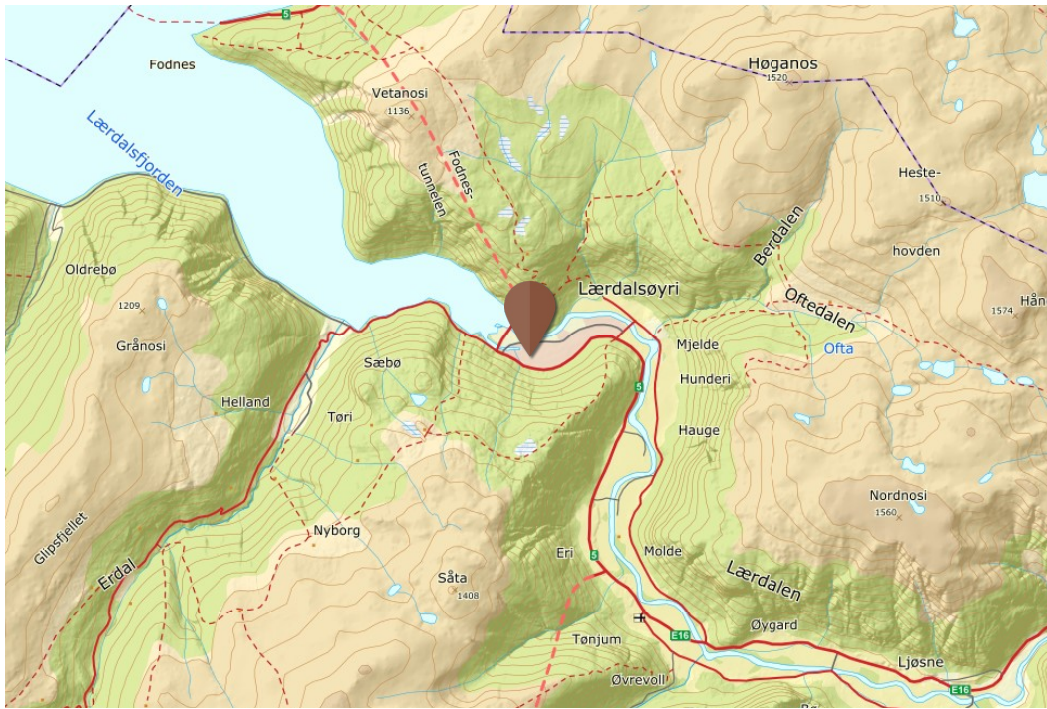 5
Fodnes
Høganos
1520
Vetanosi
1136
Lærdalsfjorden
Fodnes-
tunnelen
Heste-
1510
hovden
Berdalen
Oldrebø
Lærdalsøyri
Oftedalen
1209
1574
Grånosi
Sæbø
Mjelde
Ofta
Hunderi
5
Helland
Tøri
Hauge
Nordnosi
1560
Glipsfjellet
Nyborg
Eri
5
Molde
Erdal
Såta
1408
Lærdalen
Øygard
Tønjum
E16
Ljøsne
Øvrevoll
E16